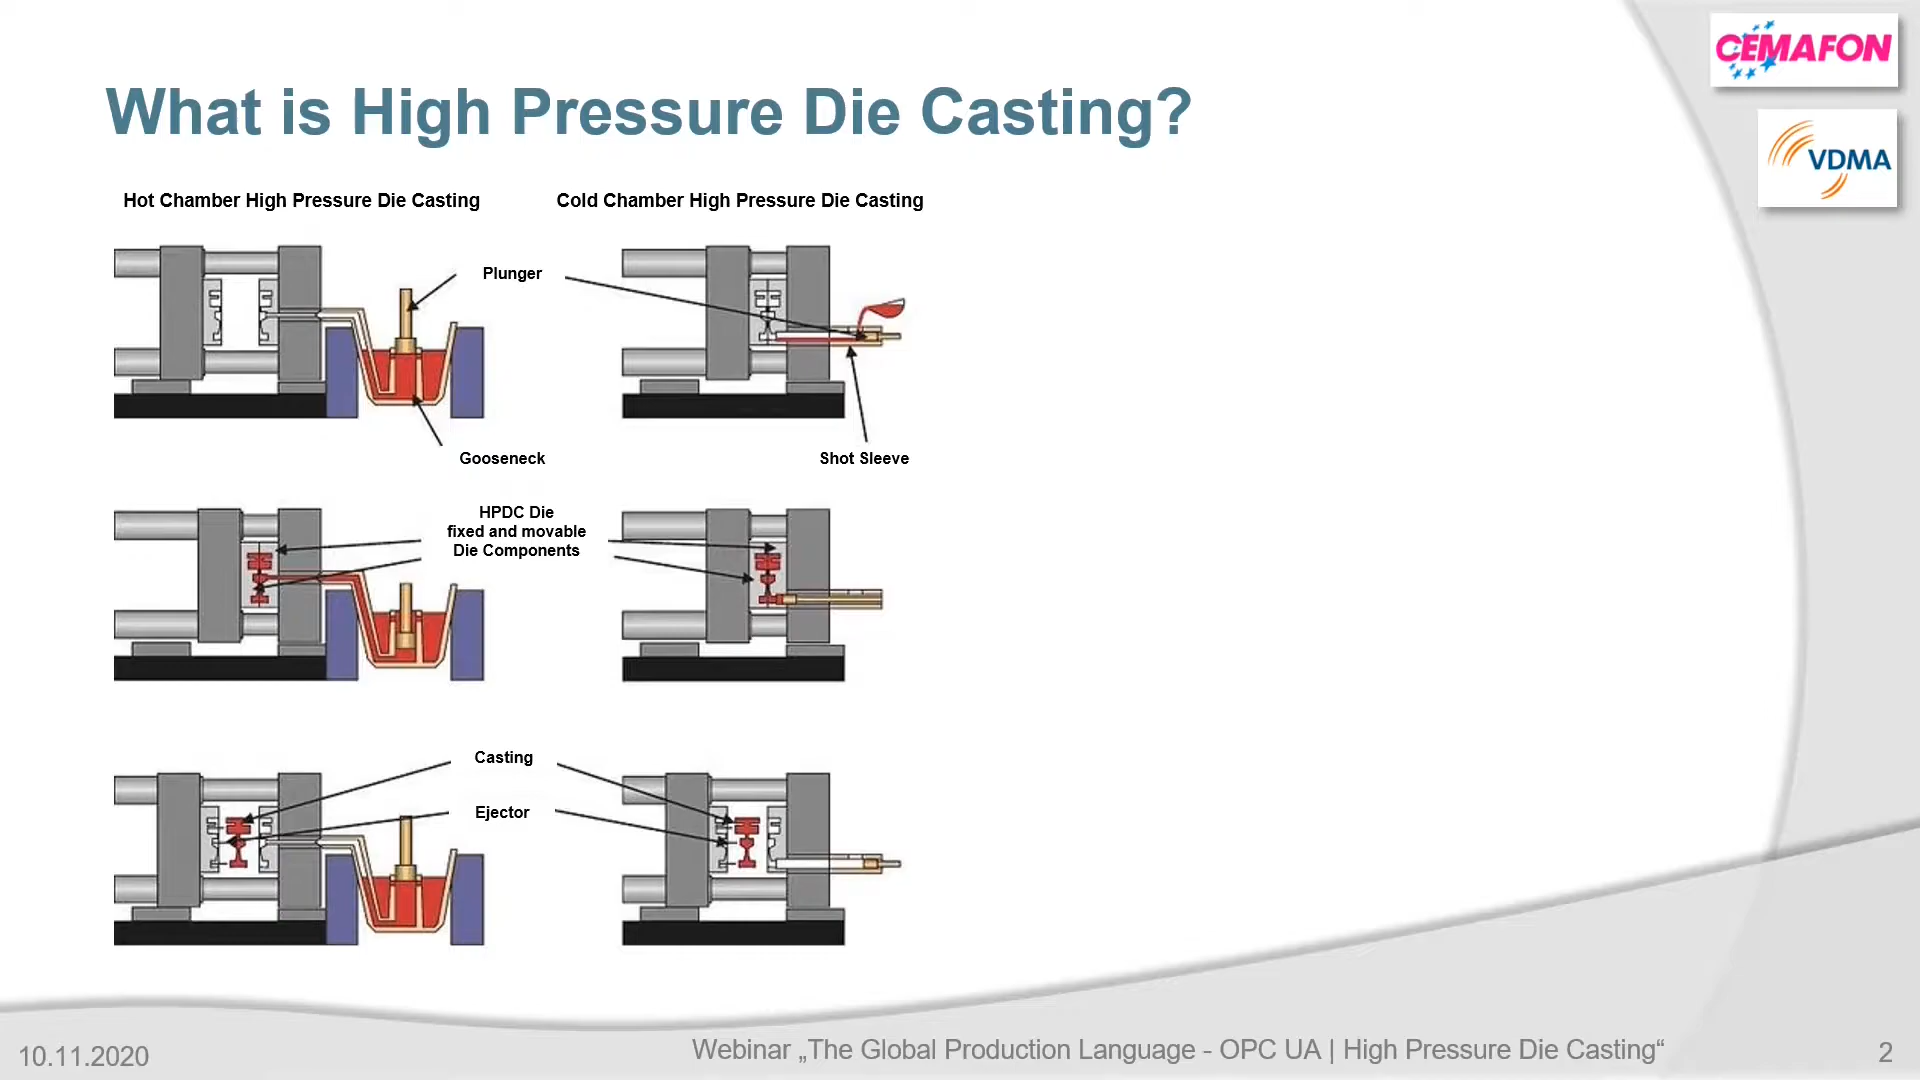 CEMAFON
VDMA
What is High Pressure Die Casting?
Hot Chamber High Pressure Die Casting
Cold Chamber High Pressure Die Casting
Plunger
Gooseneck
Shot Sleeve
HPDC Die
fixed and movable
Die Components
Casting
Ejector
10.11.2020
Webinar „The Global Production Language - OPC UA | High Pressure Die Casting“
2